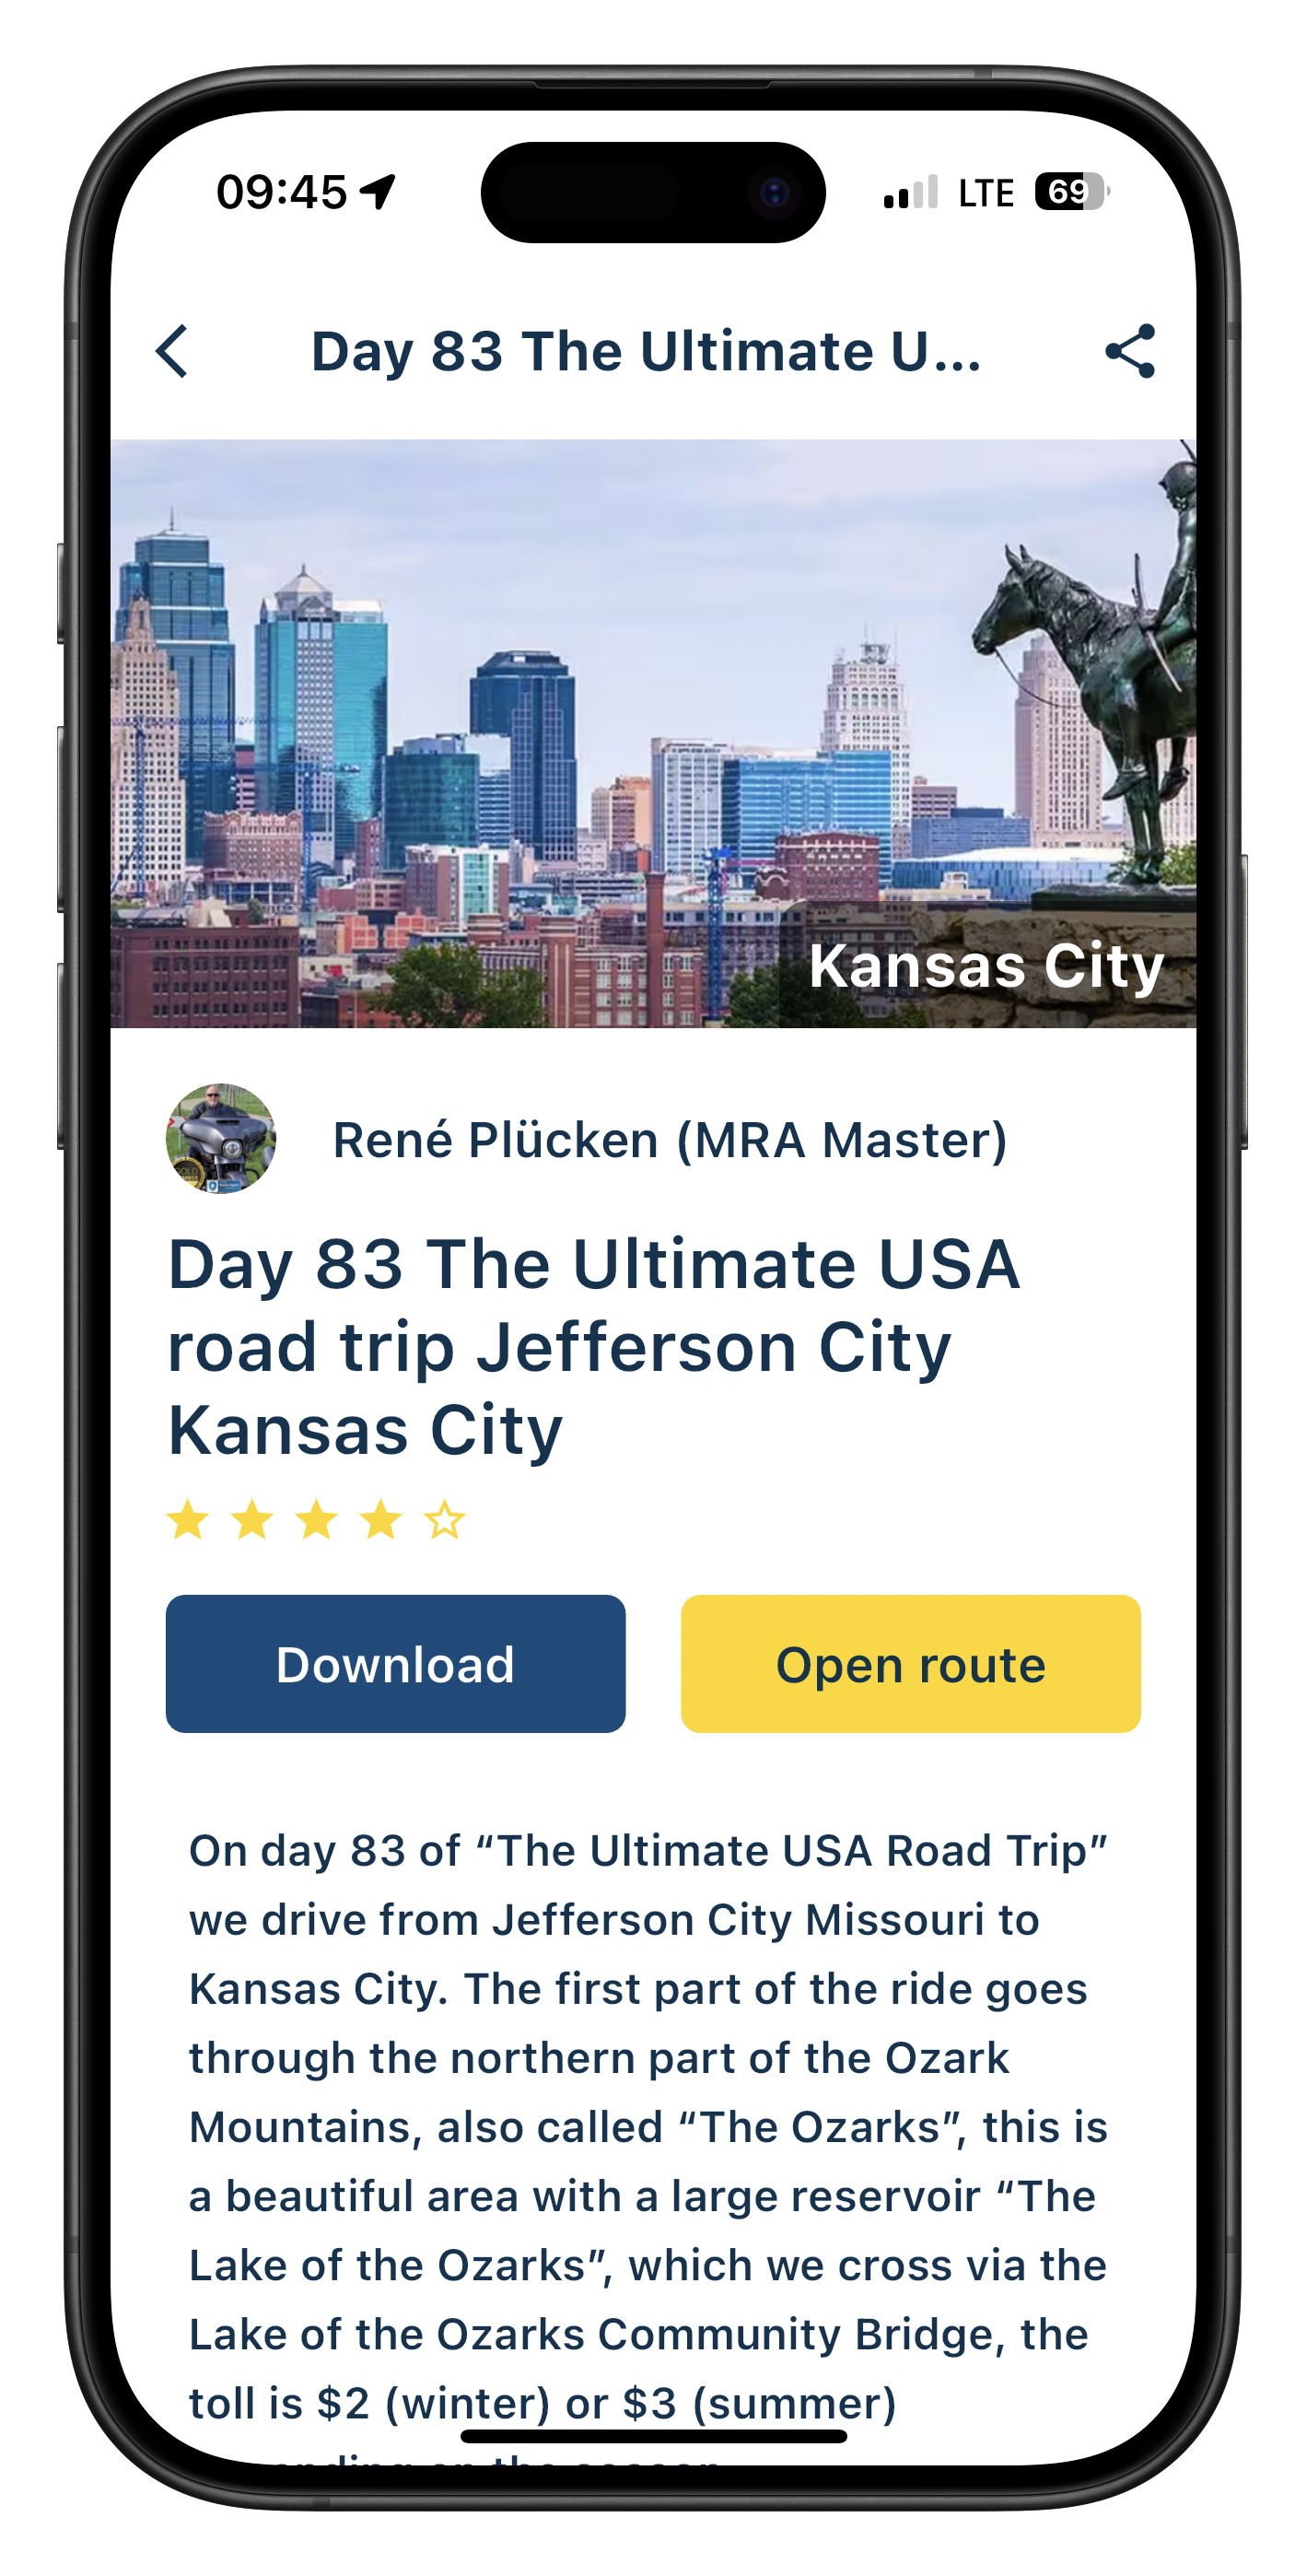 09:45
LTE 69
Day 83 The Ultimate U...
Kansas City
René Plücken (MRA Master)
Day 83 The Ultimate USA
road trip Jefferson City
Kansas City
Download
Open route
On day 83 of “The Ultimate USA Road Trip”
we drive from Jefferson City Missouri to
Kansas City. The first part of the ride goes
through the northern part of the Ozark
Mountains, also called “The Ozarks”, this is
a beautiful area with a large reservoir “The
Lake of the Ozarks”, which we cross via the
Lake of the Ozarks Community Bridge, the
toll is $2 (winter) or $3 (summer)
on the season